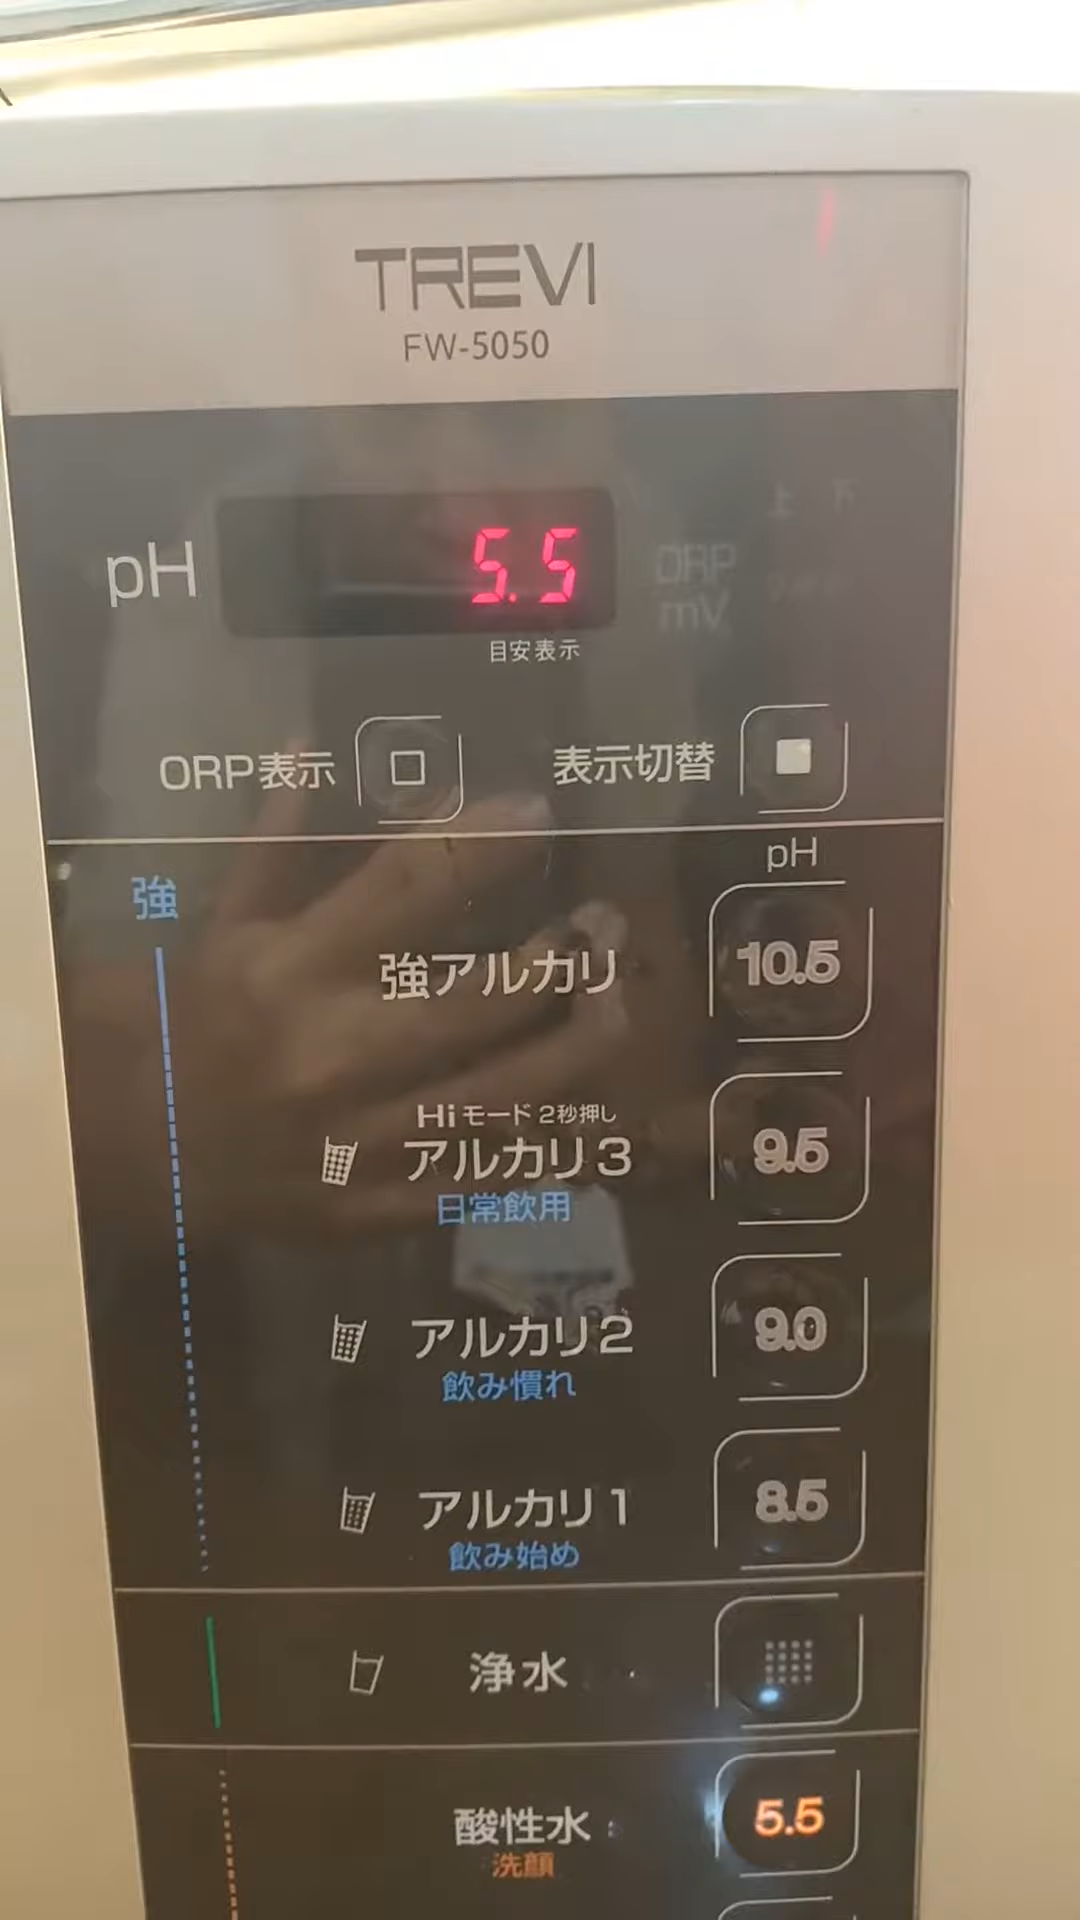 TREVI
FW-5050
pH 5.5 ORP mV
目安表示
ORP表示 表示切替
pH
強
強アルカリ 10.5
Hiモード 2秒押し
アルカリ3 9.5
日常飲用
アルカリ2 9.0
飲み慣れ
アルカリ1 8.5
飲み始め
浄水
酸性水 5.5
洗顔